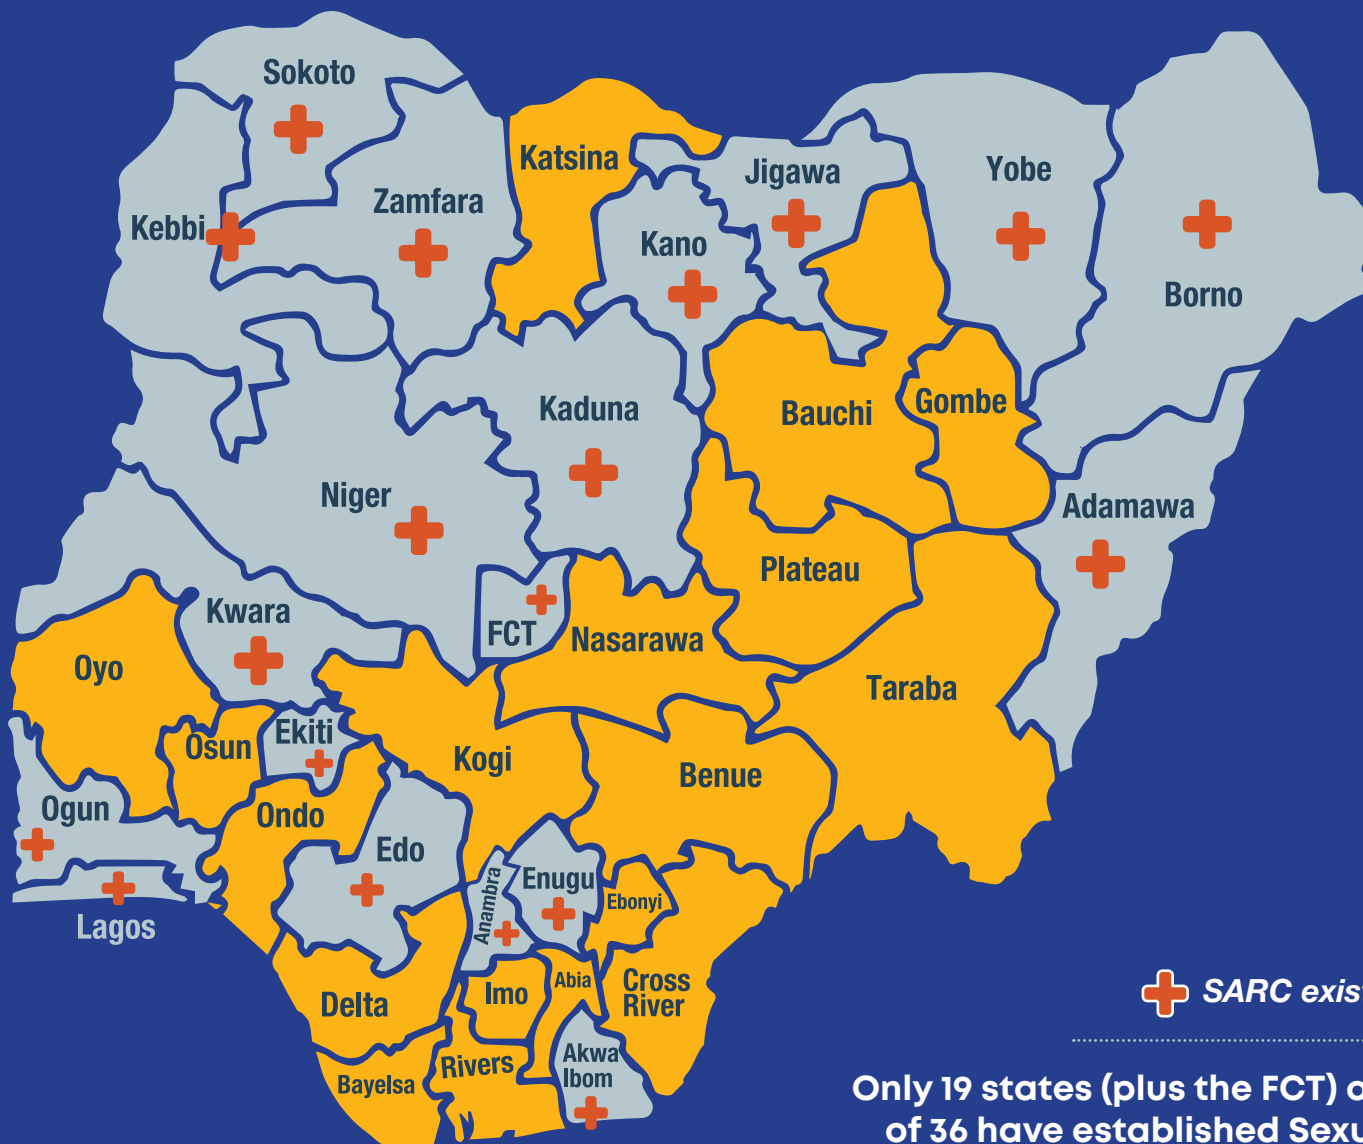 Sokoto
Katsina
Jigawa
Yobe
Zamfara
Kebbi
Kano
Borno
Kaduna
Bauchi
Gombe
Niger
Adamawa
Plateau
Kwara
FCT
Nasarawa
Oyo
Taraba
Ekiti
Osun
Kogi
Benue
Ogun
Ondo
Edo
Enugu
Anambra
Ebonyi
Lagos
Abia
Cross
River
Imo
Delta
Akwa
Ibom
Rivers
Bayelsa
SARC exist
Only 19 states (plus the FCT) o
of 36 have established Sexu